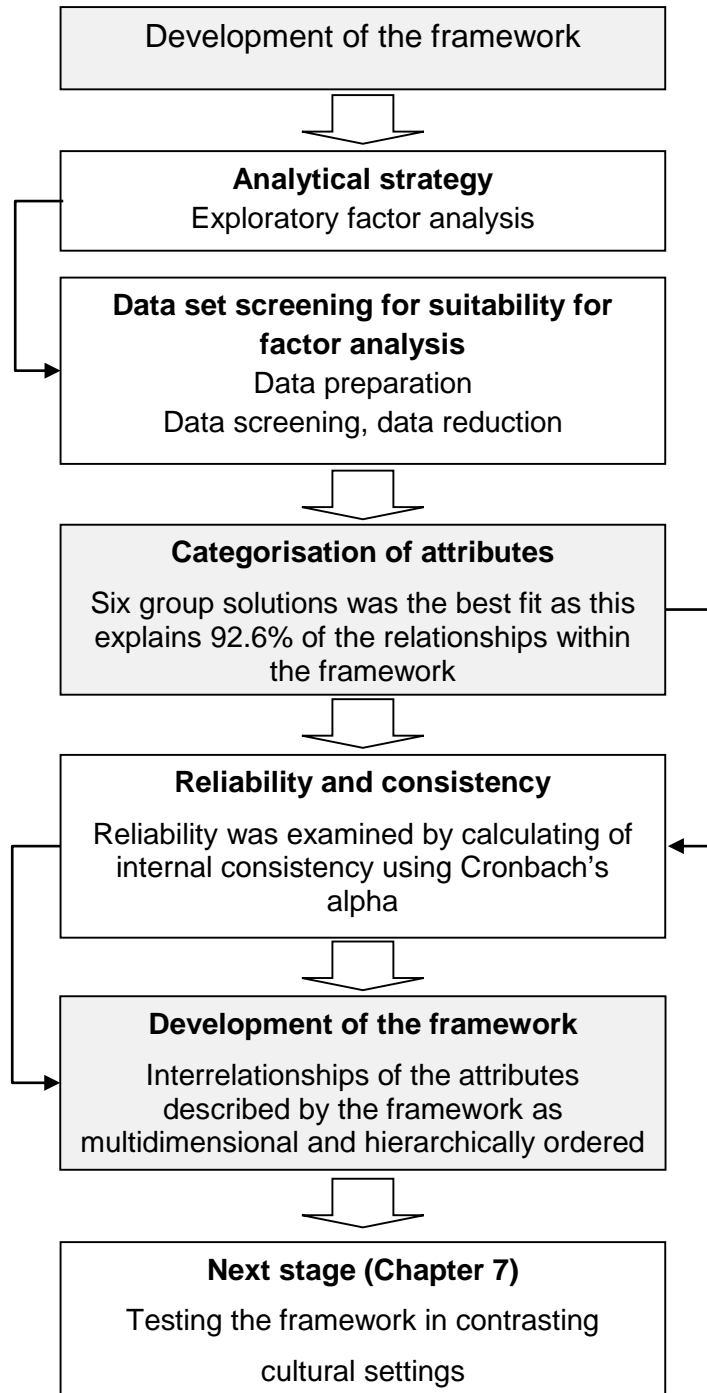 Development of the framework
Analytical strategy
Exploratory factor analysis
Data set screening for suitability for
factor analysis
Data preparation
Data screening, data reduction
Categorisation of attributes
Six group solutions was the best fit as this
explains 92.6% of the relationships within
the framework
Reliability and consistency
Reliability was examined by calculating of
internal consistency using Cronbach’s
alpha
Development of the framework
Interrelationships of the attributes
described by the framework as
multidimensional and hierarchically ordered
Next stage (Chapter 7)
Testing the framework in contrasting
cultural settings